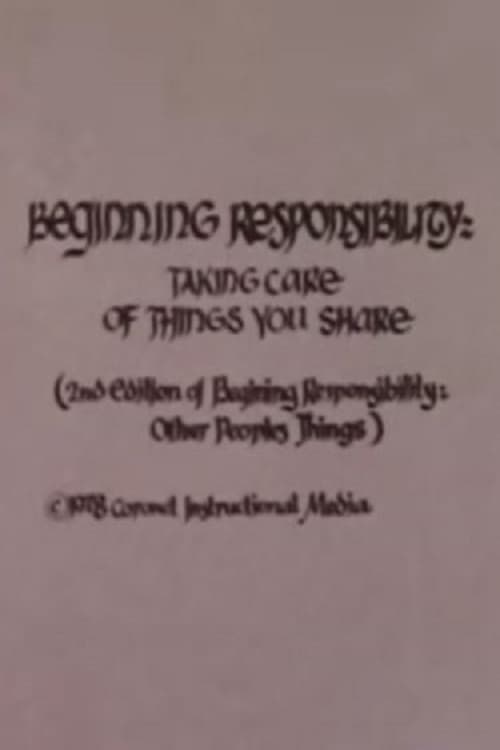 Beginning Responsibility:
Taking Care
of Things You Share
(2nd Edition of Beginning Responsibility:
Other Peoples Things)
©1978 Coronet Instructional Media